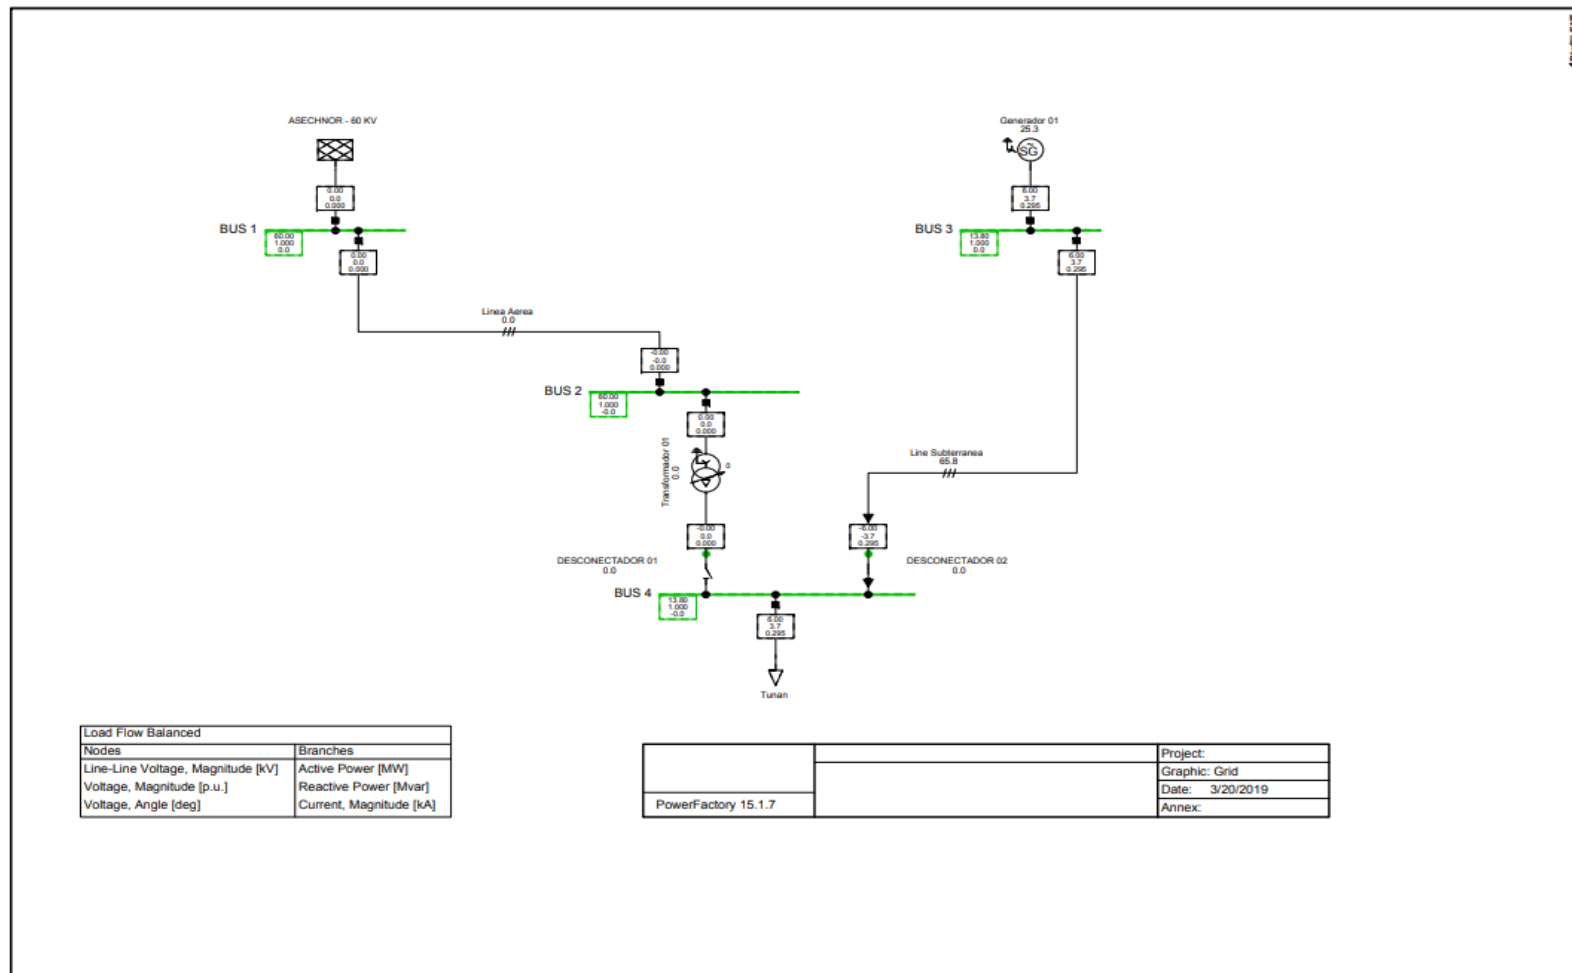 ASECHNOR - 60 KV
0.00
0.0
0.000
BUS 1
60.00
1.000
0.0
0.00
0.0
0.000
Linea Aerea
0.0
-0.00
-0.0
0.000
BUS 2
60.00
1.000
-0.0
0.00
0.0
0.000
Transformador 01
0.0
0
-0.00
0.0
0.000
DESCONECTADOR 01
0.0
Generador 01
25.3
SG
6.00
3.7
0.295
BUS 3
13.80
1.000
0.0
6.00
3.7
0.295
Line Subterranea
65.8
-6.00
-3.7
0.295
DESCONECTADOR 02
0.0
BUS 4
13.80
1.000
-0.0
6.00
3.7
0.295
Tunan
Load Flow Balanced
Nodes Branches
Line-Line Voltage, Magnitude [kV] Active Power [MW]
Voltage, Magnitude [p.u.] Reactive Power [Mvar]
Voltage, Angle [deg] Current, Magnitude [kA]
PowerFactory 15.1.7
Project:
Graphic: Grid
Date: 3/20/2019
Annex: